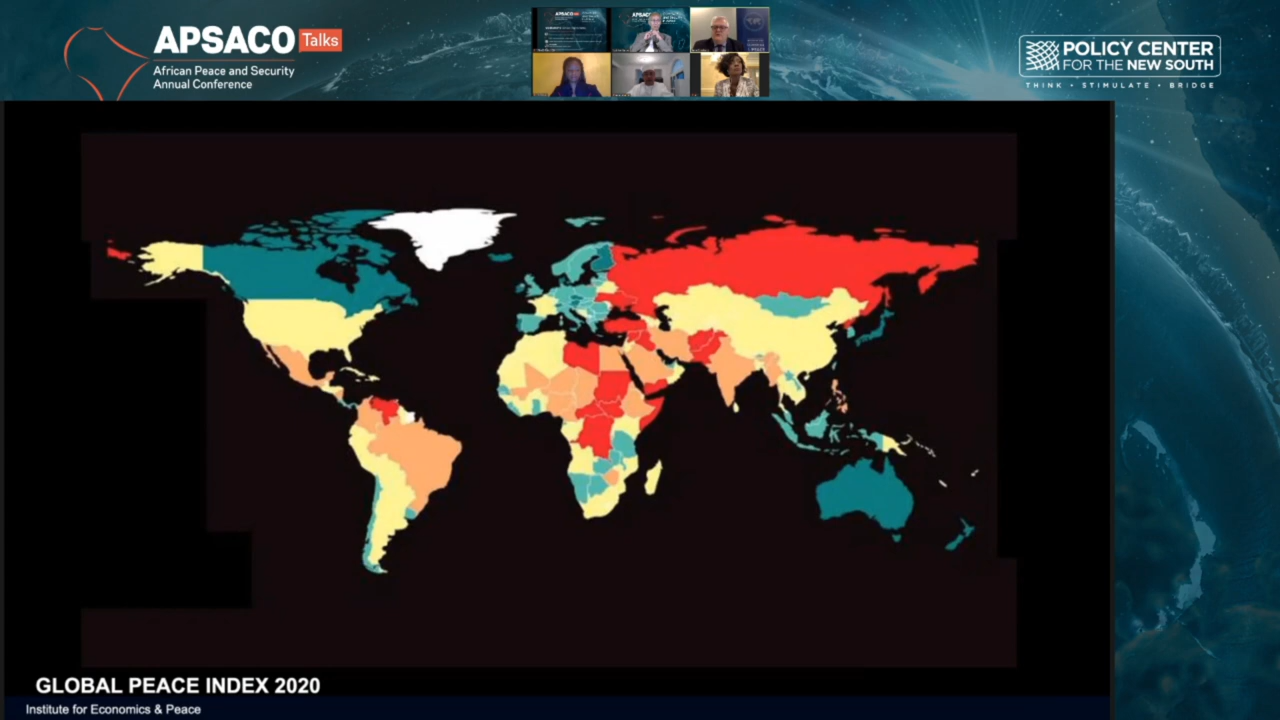 APSACO Talks
African Peace and Security
Annual Conference
POLICY CENTER
FOR THE NEW SOUTH
THINK • STIMULATE • BRIDGE
GLOBAL PEACE INDEX 2020
Institute for Economics & Peace